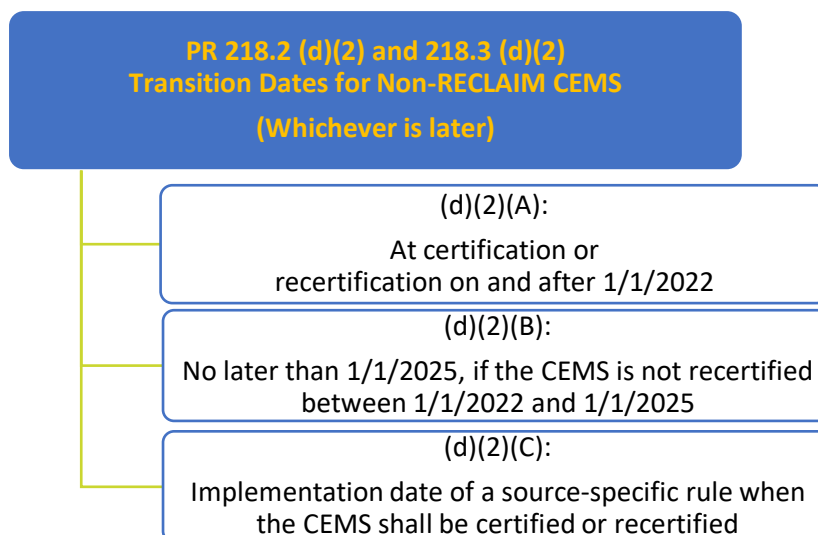 PR 218.2 (d)(2) and 218.3 (d)(2)
Transition Dates for Non-RECLAIM CEMS
(Whichever is later)
(d)(2)(A):
At certification or
recertification on and after 1/1/2022
(d)(2)(B):
No later than 1/1/2025, if the CEMS is not recertified
between 1/1/2022 and 1/1/2025
(d)(2)(C):
Implementation date of a source-specific rule when
the CEMS shall be certified or recertified